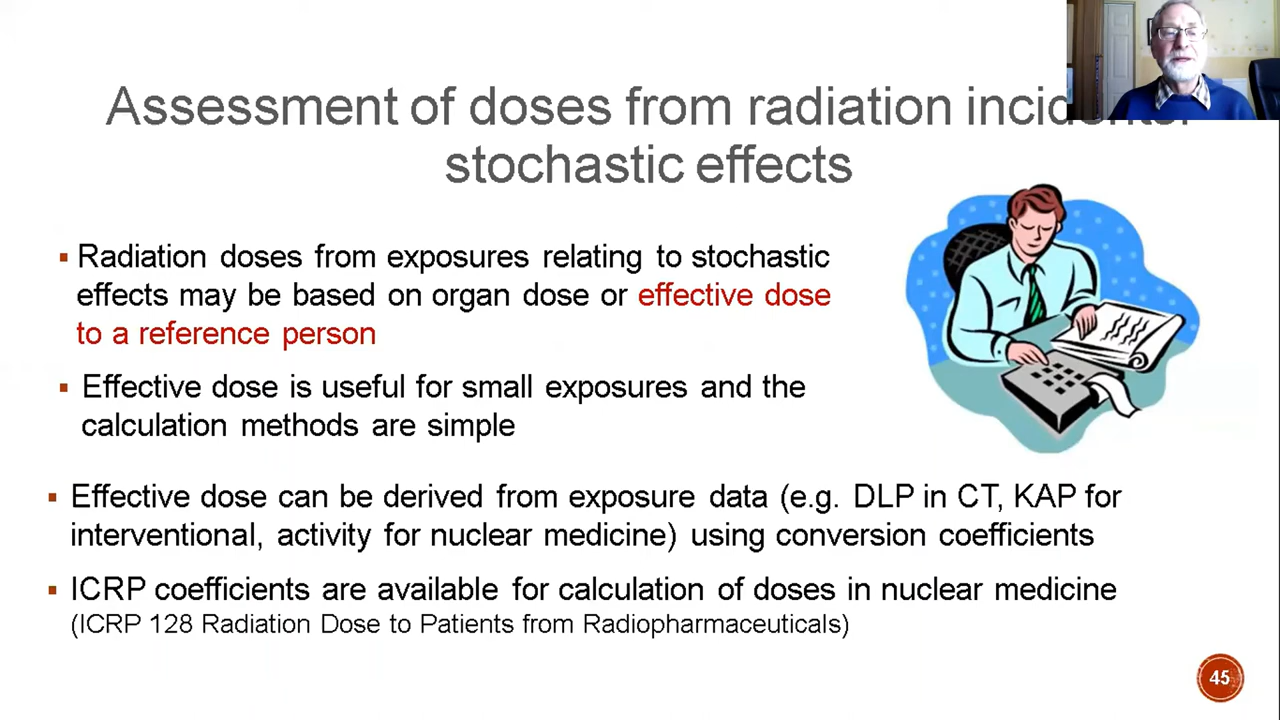 Assessment of doses from radiation
stochastic effects
▪ Radiation doses from exposures relating to stochastic
effects may be based on organ dose or effective dose
to a reference person
▪ Effective dose is useful for small exposures and the
calculation methods are simple
▪ Effective dose can be derived from exposure data (e.g. DLP in CT, KAP for
interventional, activity for nuclear medicine) using conversion coefficients
▪ ICRP coefficients are available for calculation of doses in nuclear medicine
(ICRP 128 Radiation Dose to Patients from Radiopharmaceuticals)
45